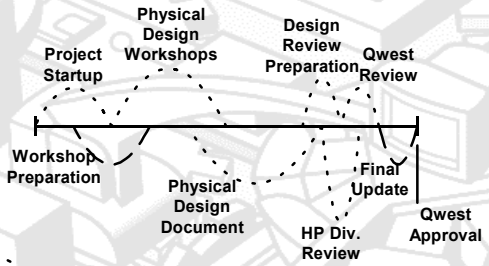 Project
Startup
Physical
Design
Workshops
Design
Review
Preparation
Qwest
Review
Workshop
Preparation
Physical
Design
Document
HP Div.
Review
Final
Update
Qwest
Approval